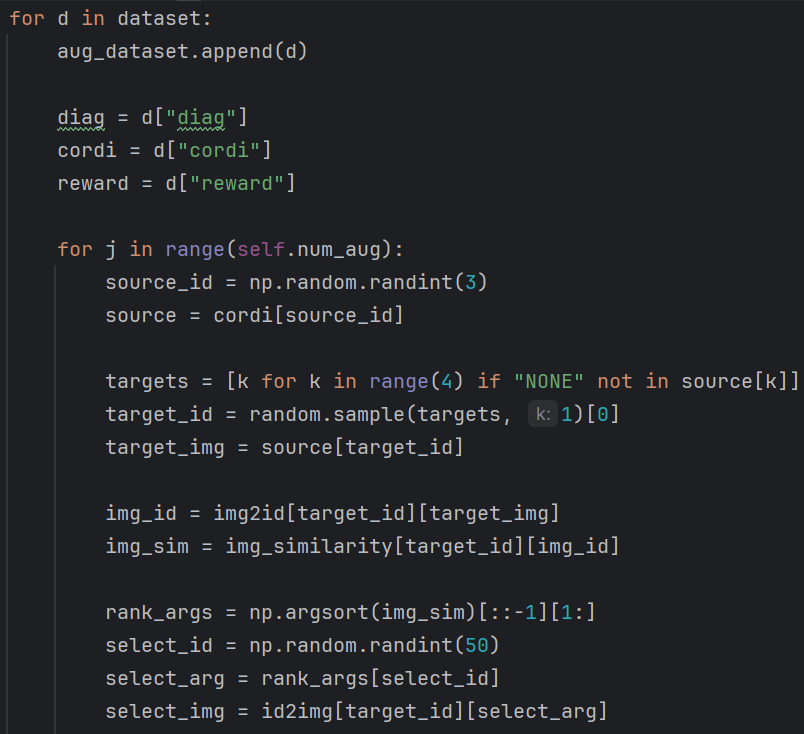 for d in dataset:
    aug_dataset.append(d)

    diag = d["diag"]
    cordi = d["cordi"]
    reward = d["reward"]

    for j in range(self.num_aug):
        source_id = np.random.randint(3)
        source = cordi[source_id]

        targets = [k for k in range(4) if "NONE" not in source[k]]
        target_id = random.sample(targets, k: 1)[0]
        target_img = source[target_id]

        img_id = img2id[target_id][target_img]
        img_sim = img_similarity[target_id][img_id]

        rank_args = np.argsort(img_sim)[::-1][1:]
        select_id = np.random.randint(50)
        select_arg = rank_args[select_id]
        select_img = id2img[target_id][select_arg]